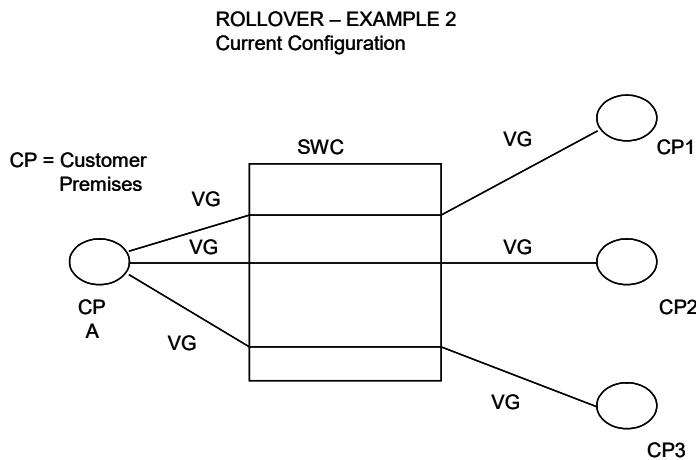 ROLLOVER – EXAMPLE 2
Current Configuration
CP = Customer
Premises
SWC
VG
CP1
VG
VG
VG
CP
A
CP2
VG
VG
CP3